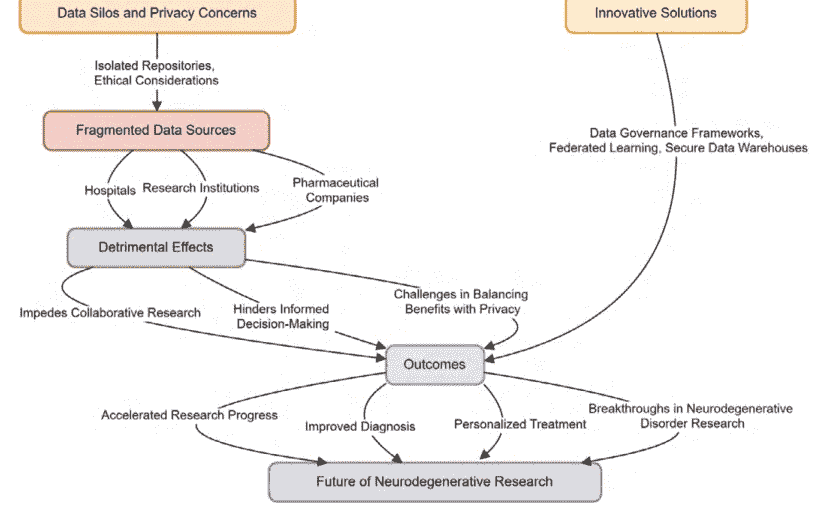 Data Silos and Privacy Concerns
Innovative Solutions
Isolated Repositories,
Ethical Considerations
Fragmented Data Sources
Data Governance Frameworks,
Federated Learning, Secure Data Warehouses
Hospitals
Research Institutions
Pharmaceutical
Companies
Detrimental Effects
Impedes Collaborative Research
Hinders Informed
Decision-Making
Challenges in Balancing
Benefits with Privacy
Outcomes
Accelerated Research Progress
Improved Diagnosis
Personalized Treatment
Breakthroughs in Neurodegenerative
Disorder Research
Future of Neurodegenerative Research